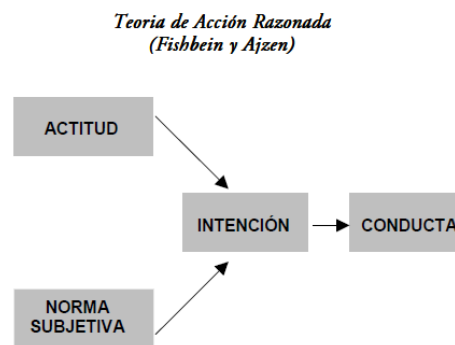 Teoria de Acción Razonada
(Fishbein y Ajzen)
ACTITUD
INTENCIÓN
CONDUCTA
NORMA
SUBJETIVA